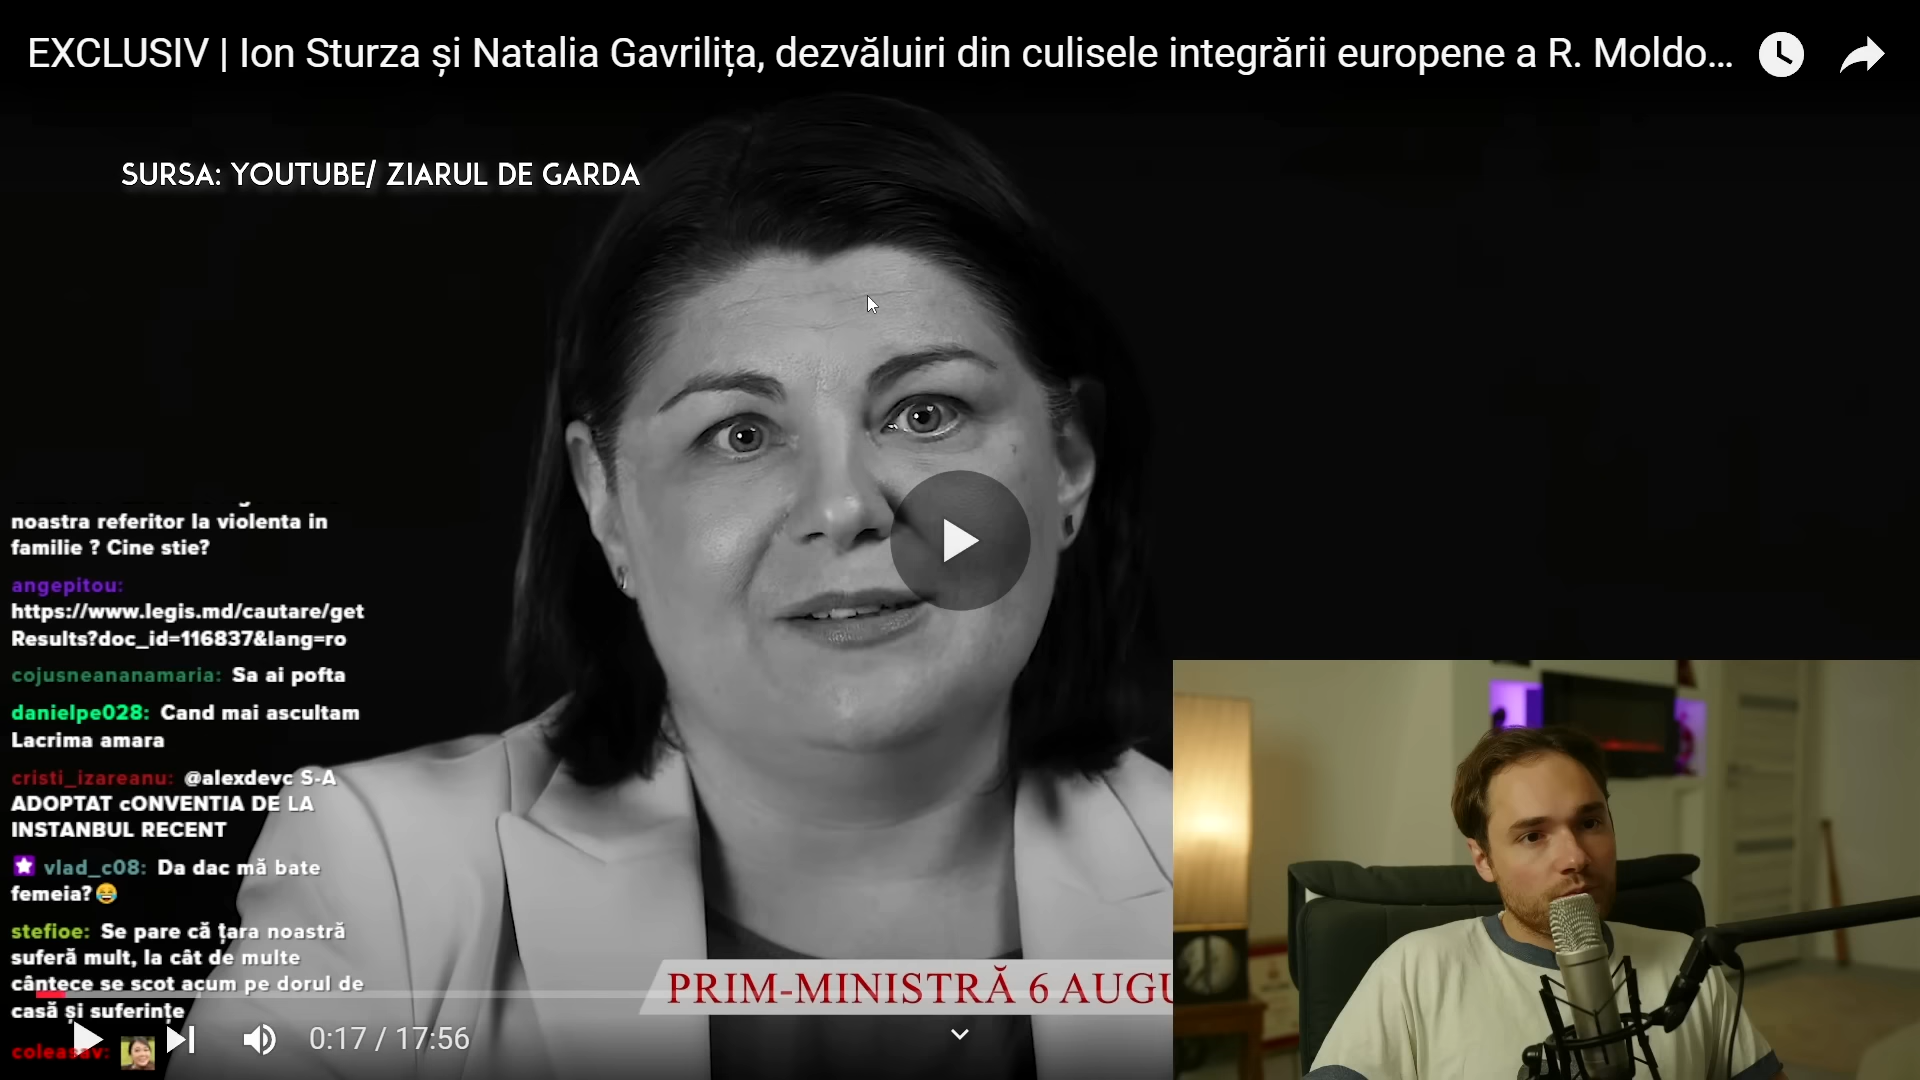 EXCLUSIV | Ion Sturza și Natalia Gavrilița, dezvăluiri din culisele integrării europene a R. Moldo...
SURSA: YOUTUBE/ ZIARUL DE GARDA
noastra referitor la violenta in
familie ? Cine stie?
angepitou:
https://www.legis.md/cautare/get
Results?doc_id=116837&lang=ro
cojusneananamaria: Sa ai pofta
danielpe028: Cand mai ascultam
Lacrima amara
cristi_izareanu: @alexdevc S-A
ADOPTAT cONVENTIA DE LA
INSTANBUL RECENT
vlad_c08: Da dac mă bate
femeia?😂
stefioe: Se pare că țara noastră
suferă mult, la cât de multe
cântece se scot acum pe dorul de
casă și suferințe
PRIM-MINISTRĂ 6 AUGU
0:17 / 17:56